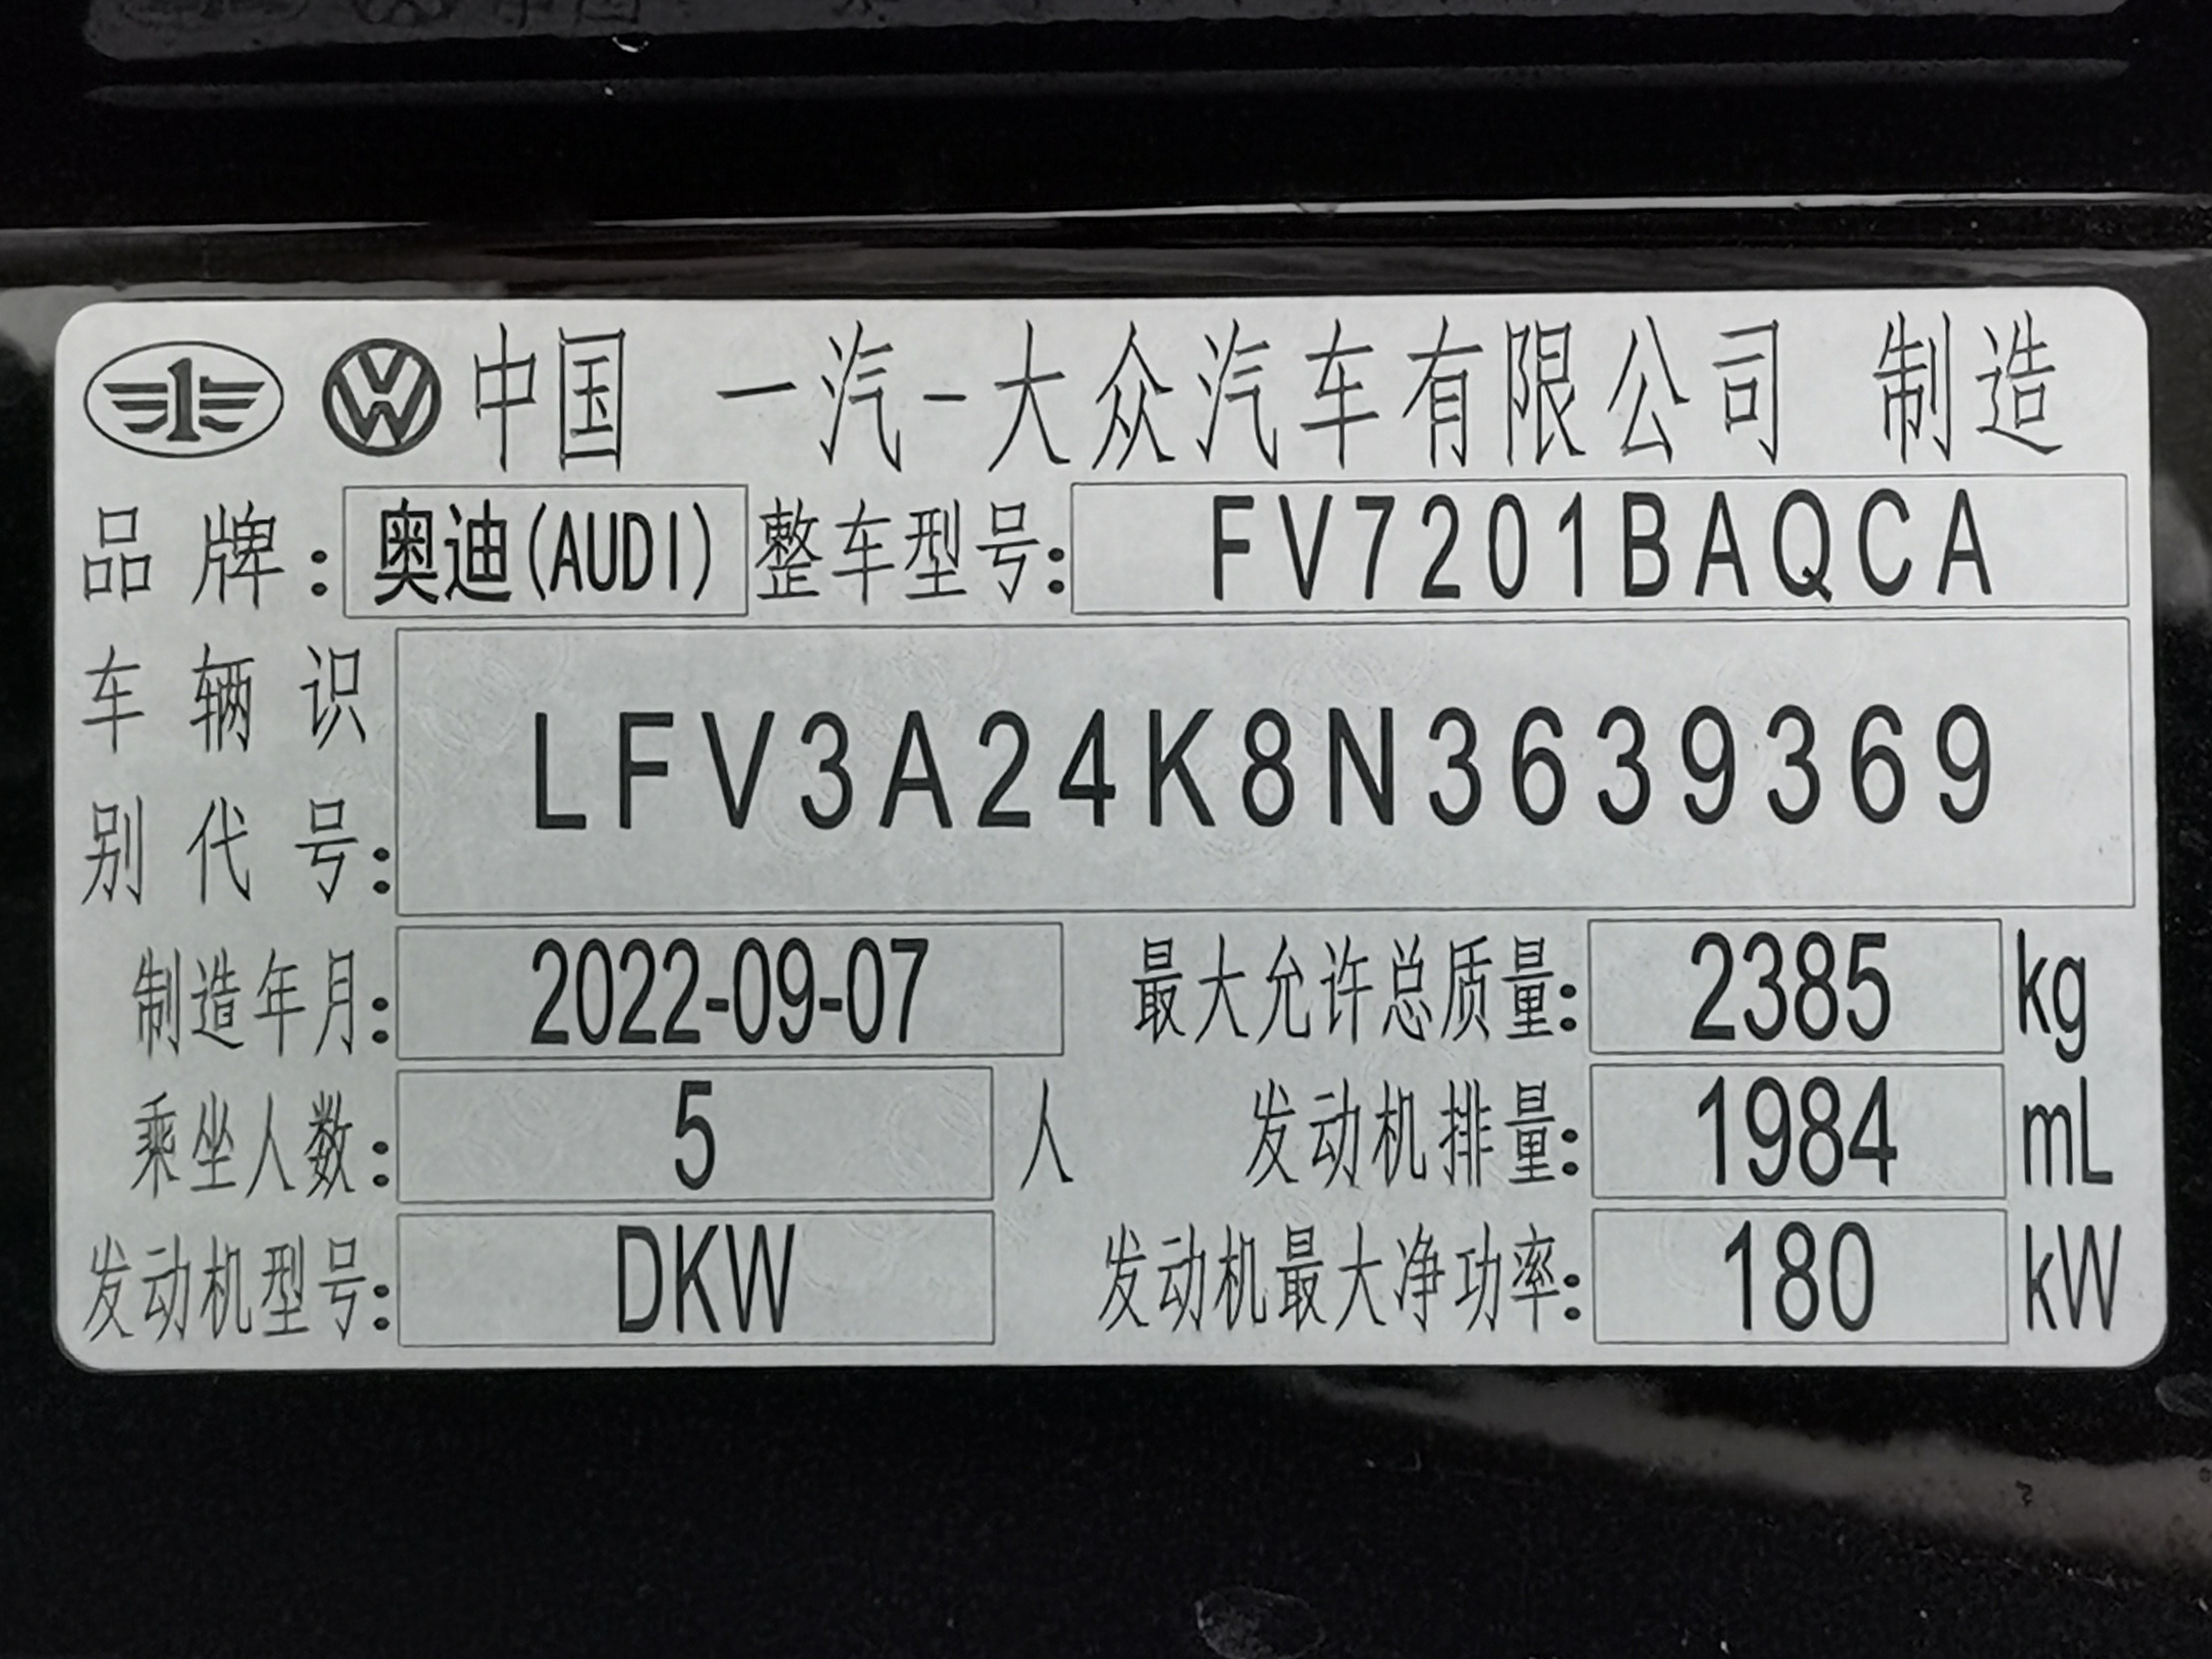 中国 一汽-大众汽车有限公司 制造
品牌: 奥迪(AUDI) 整车型号: FV7201BAQCA
车辆识
别代号: LFV3A24K8N3639369
制造年月: 2022-09-07 最大允许总质量: 2385 kg
乘坐人数: 5 人 发动机排量: 1984 mL
发动机型号: DKW 发动机最大净功率: 180 kW